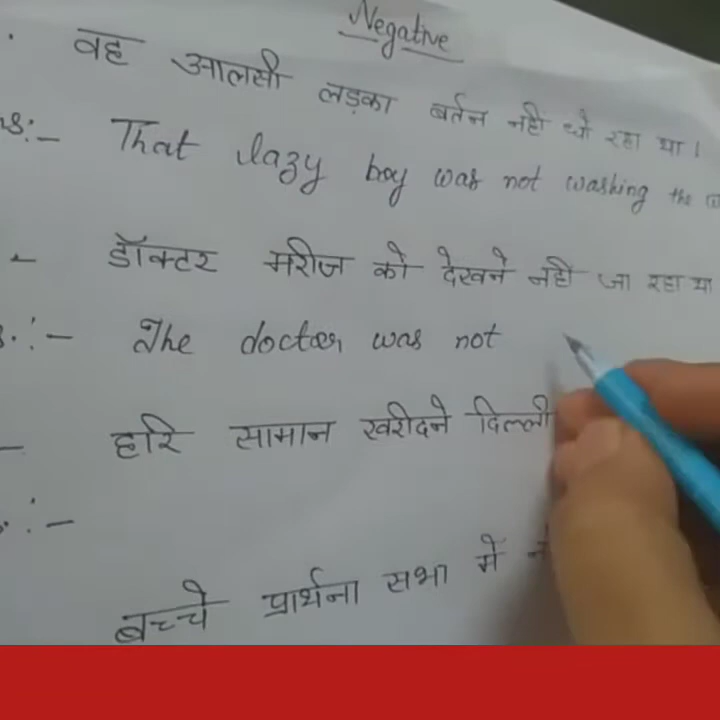 Negative
वह आलसी लड़का बर्तन नही धो रहा था।
That lazy boy was not washing the
डॉक्टर मरीज को देखने नही जा रहा था
The doctor was not
हरि सामान खरीदने दिल्ली
बच्चे प्रार्थना सभा में